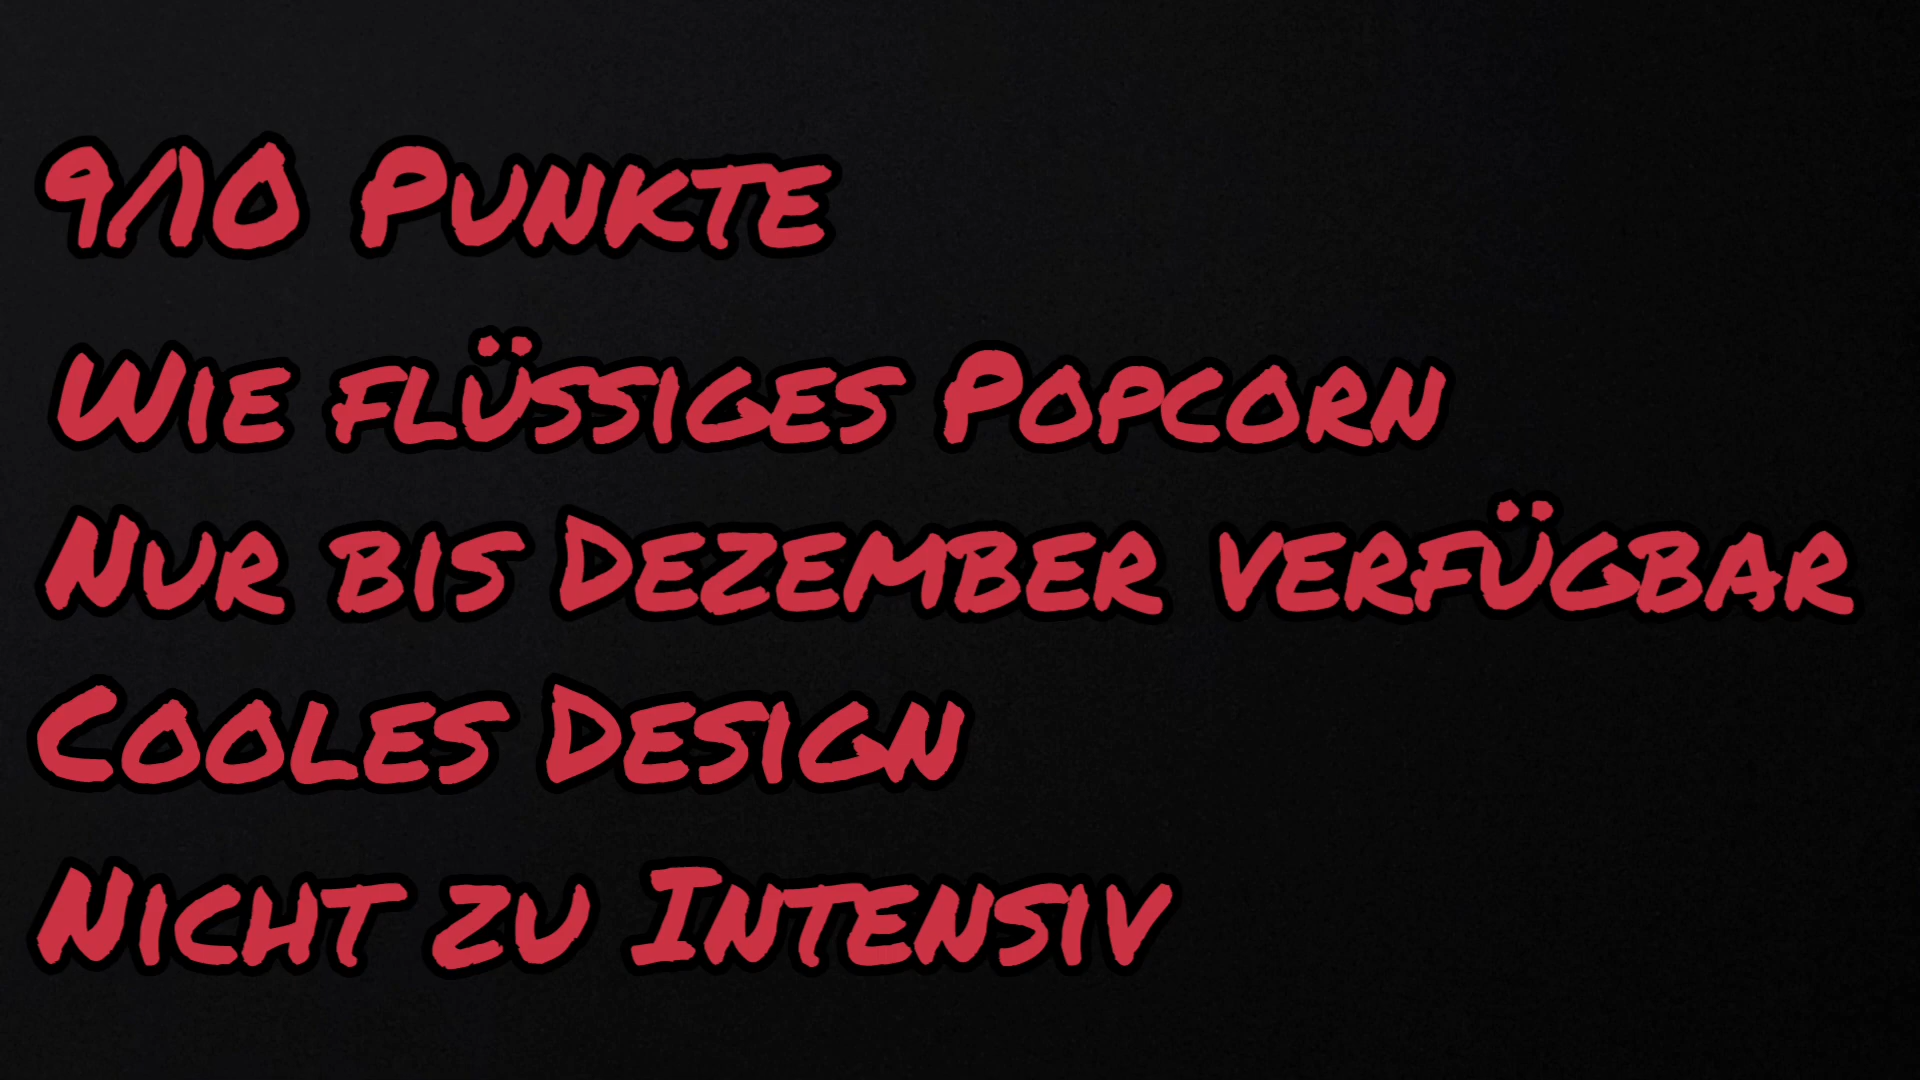 9/10 Punkte
Wie flüssiges Popcorn
Nur bis Dezember verfügbar
Cooles Design
Nicht zu Intensiv